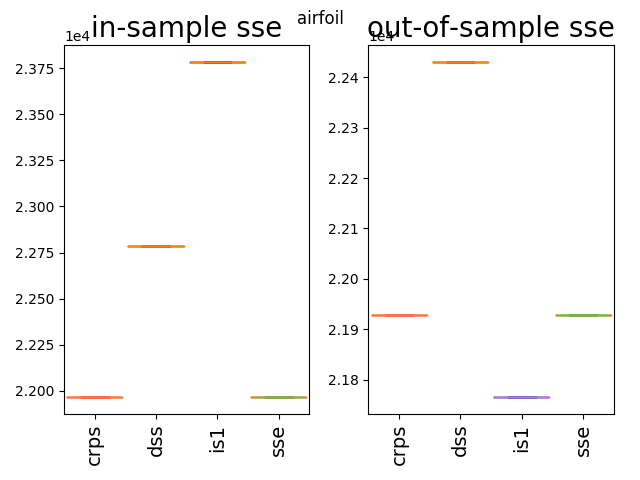 airfoil
in-sample sse
1e4
2.375
2.350
2.325
2.300
2.275
2.250
2.225
2.200
crps
dss
is1
sse
out-of-sample sse
1e4
2.24
2.23
2.22
2.21
2.20
2.19
2.18
crps
dss
is1
sse